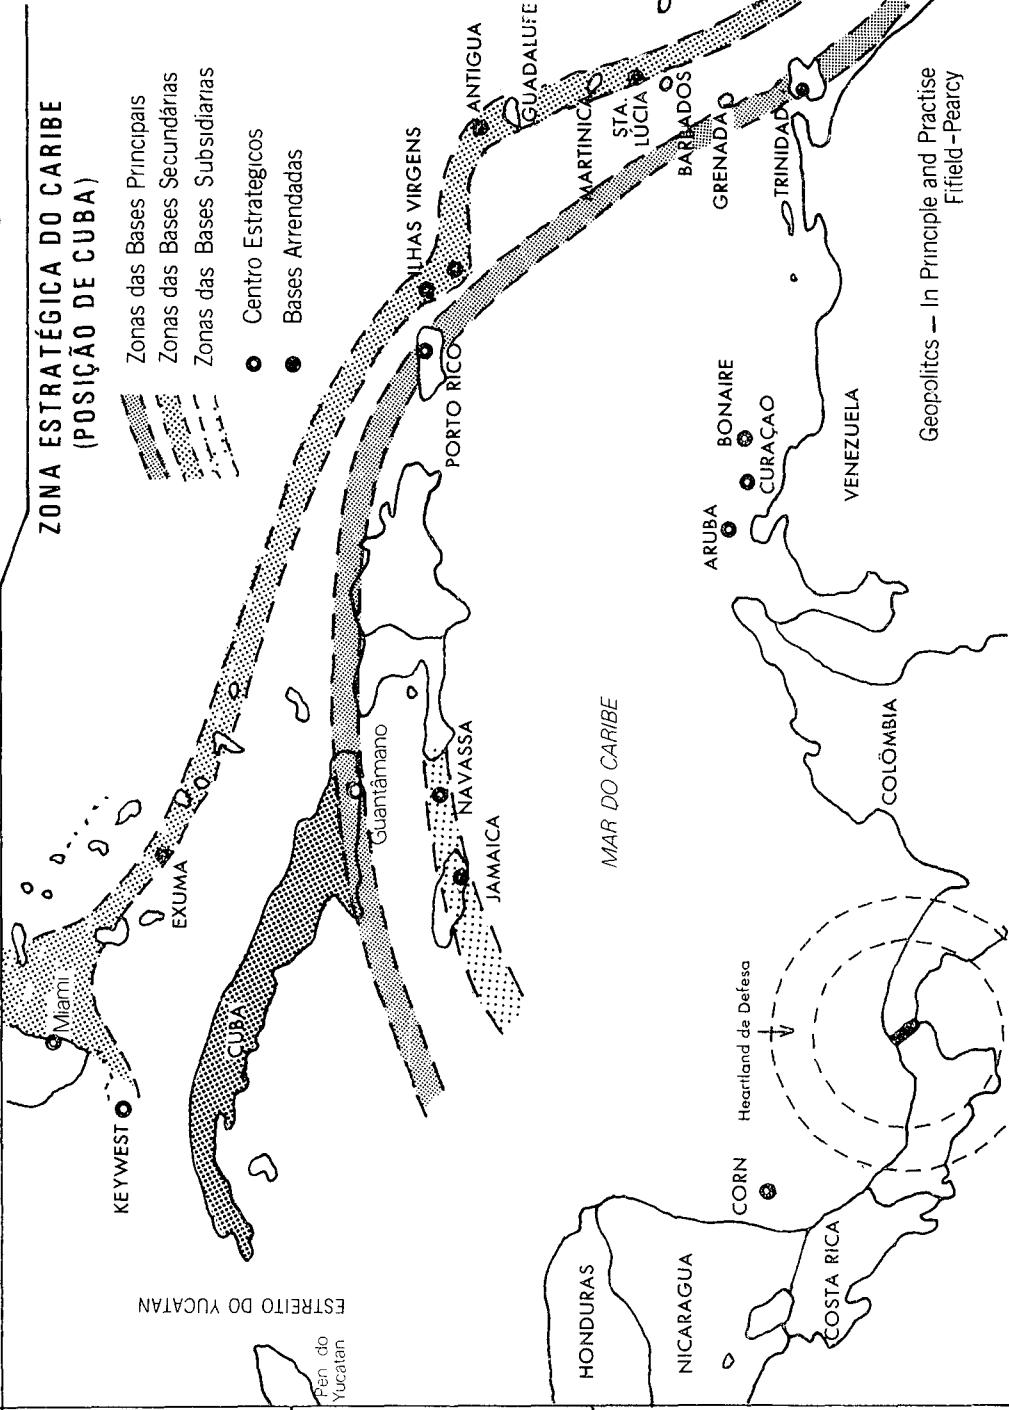 ZONA ESTRATÉGICA DO CARIBE
(POSIÇÃO DE CUBA)
Zonas das Bases Principais
Zonas das Bases Secundárias
Zonas das Bases Subsidiarias
Centro Estrategicos
Bases Arrendadas
Miami
KEYWEST
EXUMA
CUBA
ESTREITO DO YUCATAN
Pen do
Yucatan
Guantâmano
NAVASSA
JAMAICA
PORTO RICO
ILHAS VIRGENS
ANTIGUA
GUADALUFE
MARTINICA
STA.
LÚCIA
BARBADOS
GRENADA
TRINIDAD
MAR DO CARIBE
ARUBA
BONAIRE
CURAÇAO
VENEZUELA
COLÔMBIA
Heartland de Defesa
CORN
HONDURAS
NICARAGUA
COSTA RICA
Geopolitcs — In Principle and Practise
Fifield-Pearcy